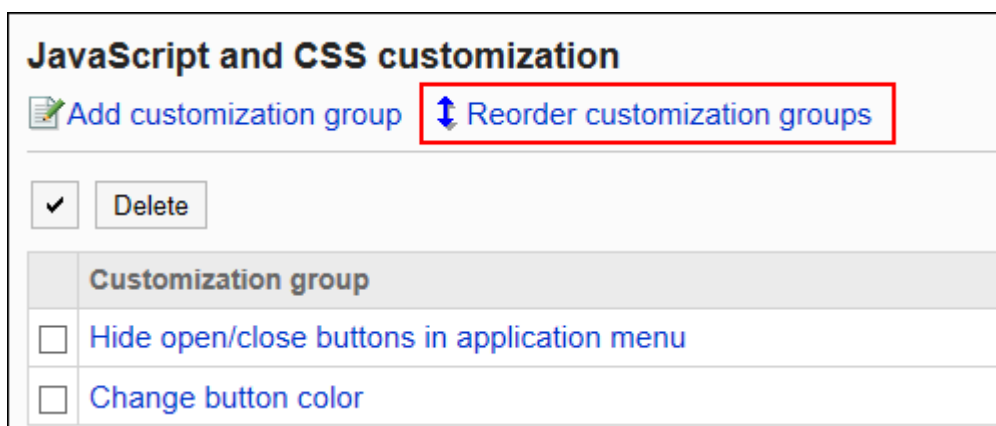 JavaScript and CSS customization
Add customization group Reorder customization groups
Delete
Customization group
Hide open/close buttons in application menu
Change button color